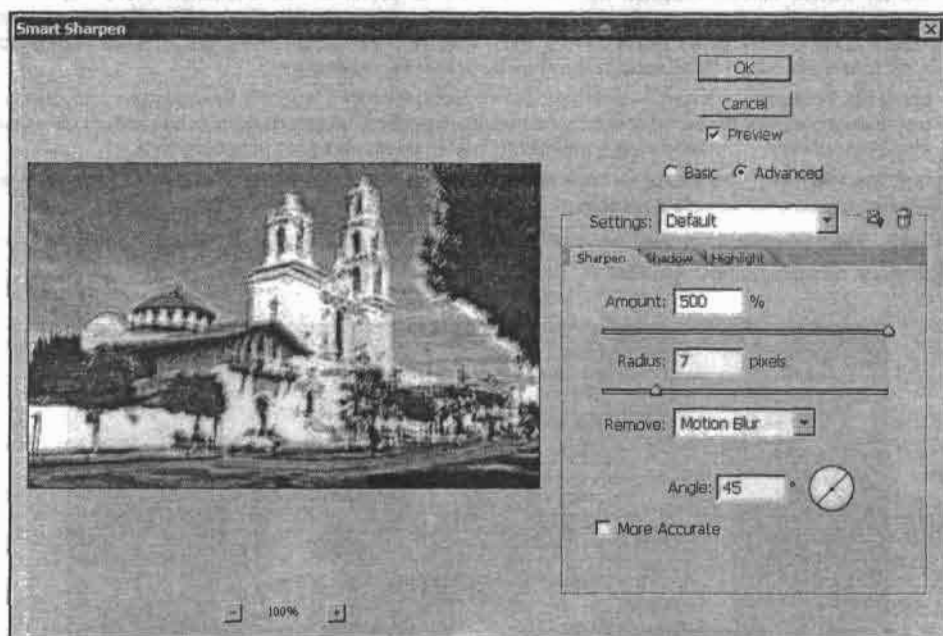 Smart Sharpen
OK
Cancel
Preview
Basic Advanced
Settings: Default
Sharpen Shadow Highlight
Amount: 500 %
Radius: 7 pixels
Remove: Motion Blur
Angle: 45 °
More Accurate
100%